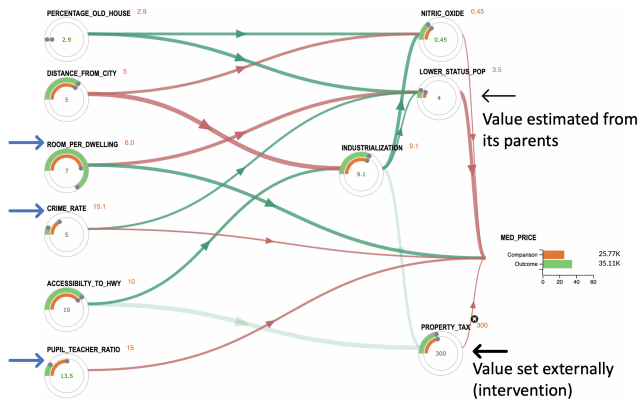 PERCENTAGE_OLD_HOUSE 2.9
2.9
DISTANCE_FROM_CITY 5
5
ROOM_PER_DWELLING 6.0
7
CRIME_RATE 15.1
5
ACCESSIBILTY_TO_HWY 10
10
PUPIL_TEACHER_RATIO 15
13.5
INDUSTRIALIZATION 9.1
9.1
NITRIC_OXIDE 0.45
0.45
LOWER_STATUS_POP 3.5
4
Value estimated from
its parents
MED_PRICE
Comparison 25.77K
Outcome 35.11K
0 20 40 60
PROPERTY_TAX 300
300
Value set externally
(intervention)